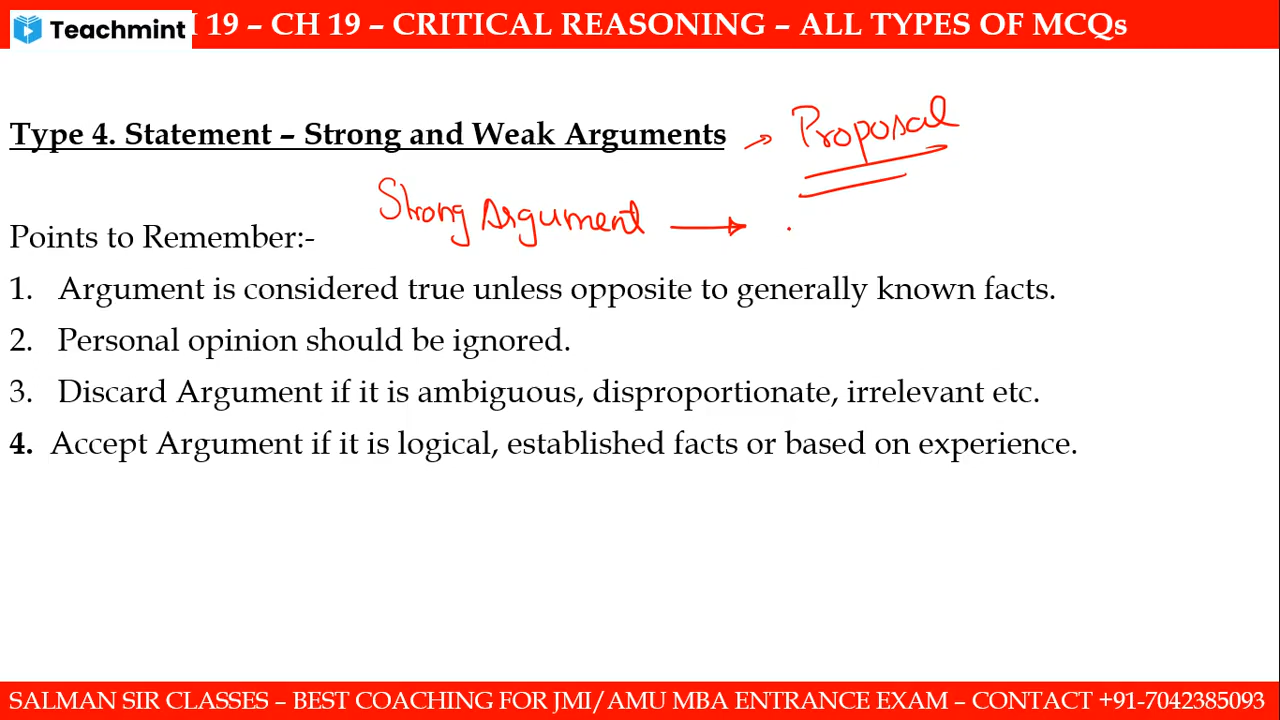 Teachmint 19 – CH 19 – CRITICAL REASONING – ALL TYPES OF MCQs
Type 4. Statement – Strong and Weak Arguments → Proposal
Strong Argument →
Points to Remember:-
1. Argument is considered true unless opposite to generally known facts.
2. Personal opinion should be ignored.
3. Discard Argument if it is ambiguous, disproportionate, irrelevant etc.
4. Accept Argument if it is logical, established facts or based on experience.
SALMAN SIR CLASSES – BEST COACHING FOR JMI/AMU MBA ENTRANCE EXAM – CONTACT +91-7042385093